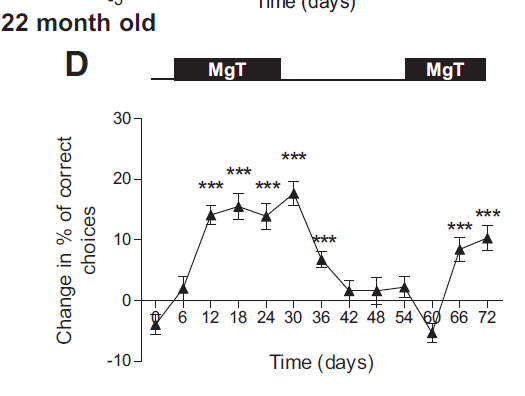 -5
Time (days)
22 month old
D
MgT MgT
30
20
10
0
-10
Change in % of correct
choices
*** *** *** *** *** *** ***
0 6 12 18 24 30 36 42 48 54 60 66 72
Time (days)